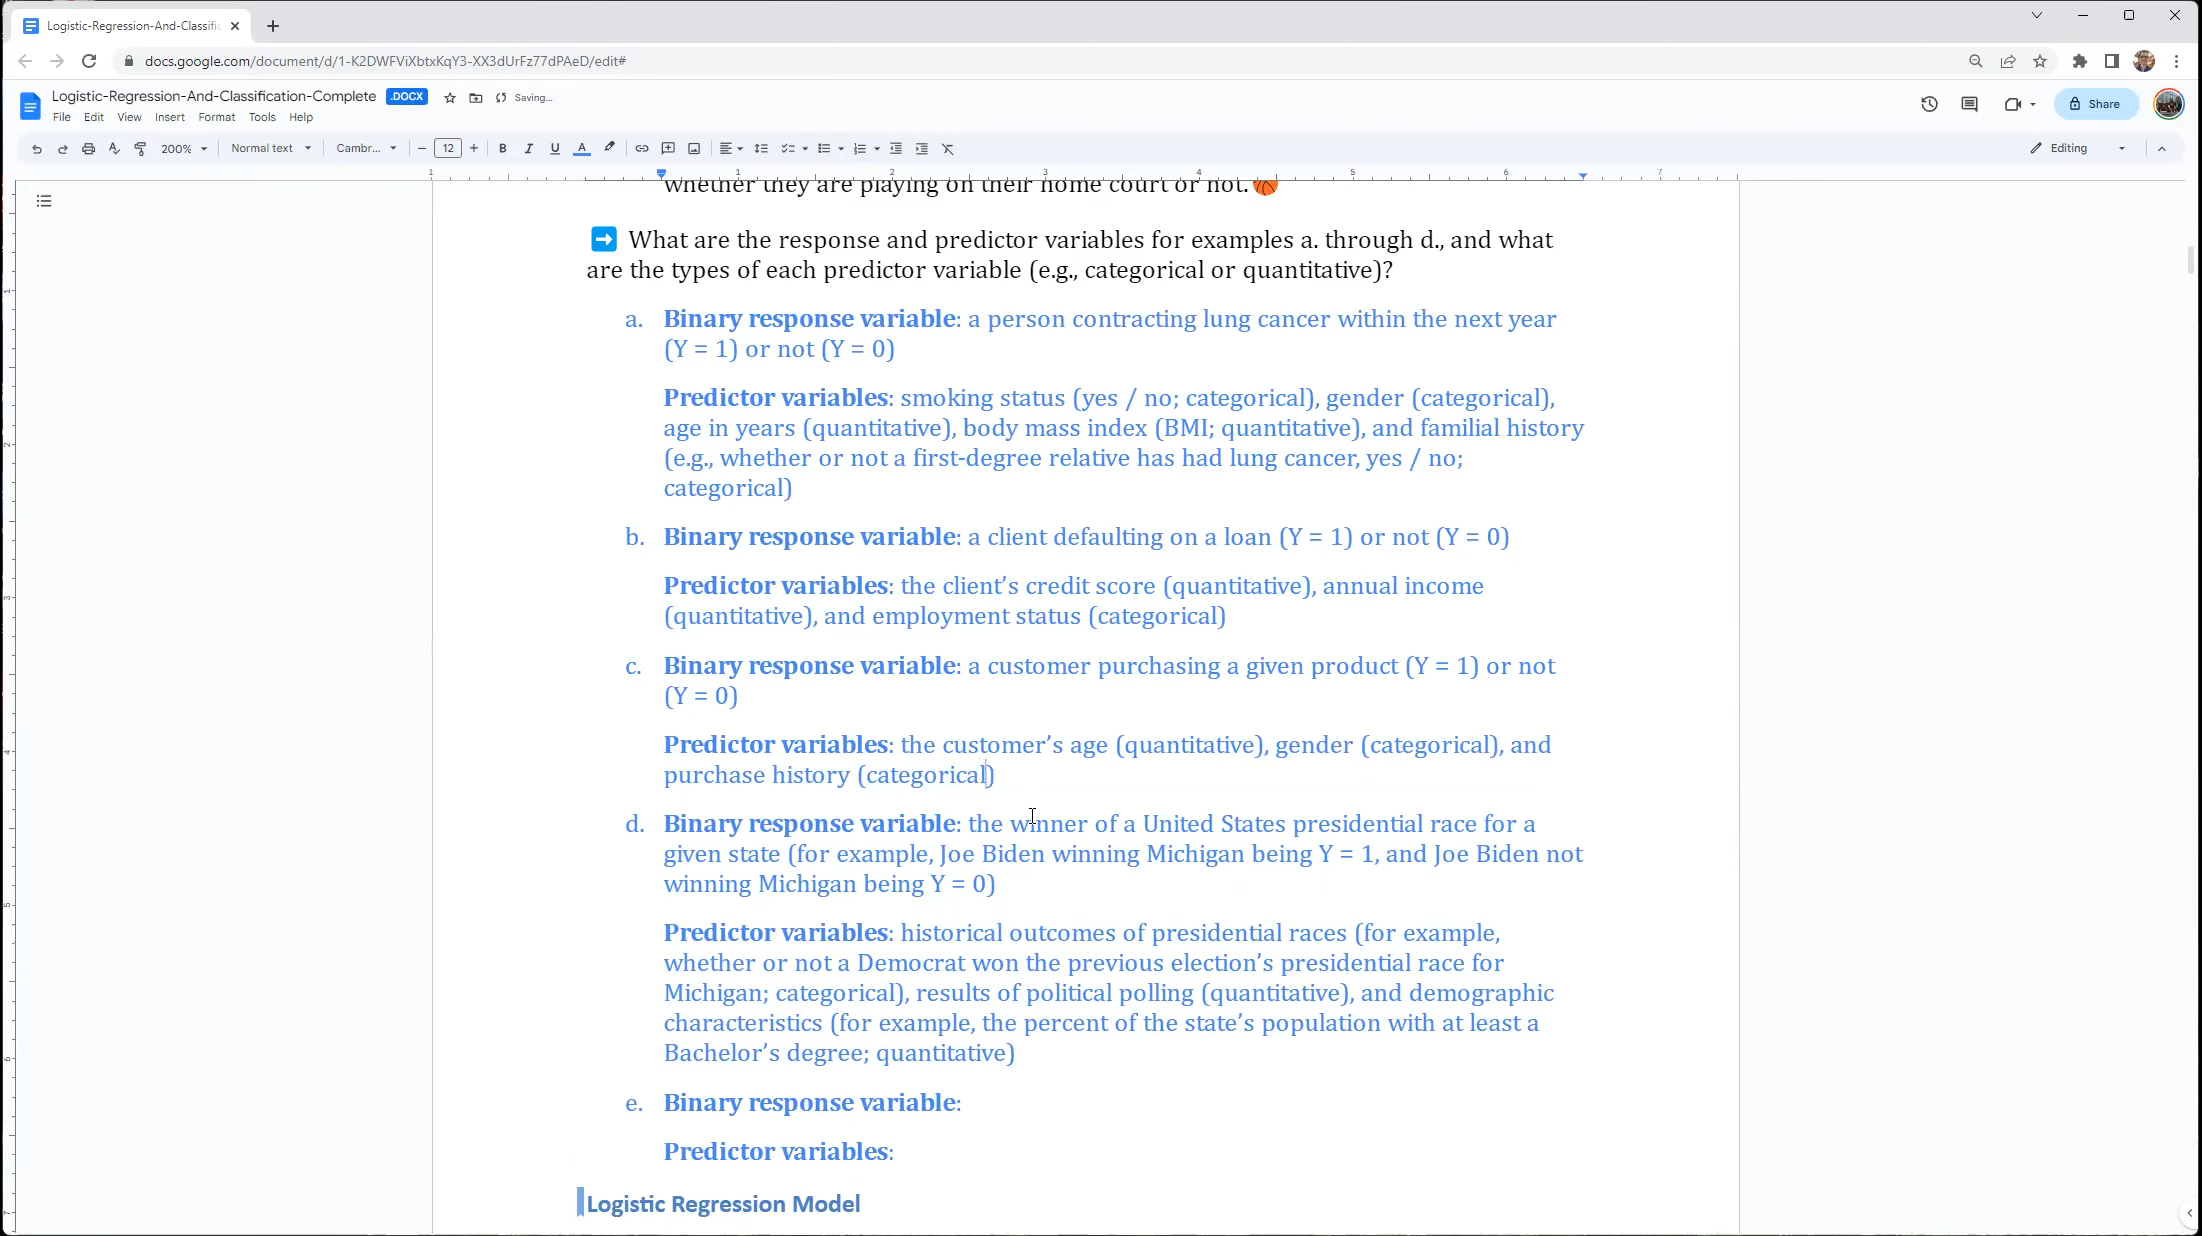 Logistic-Regression-And-Classific
docs.google.com/document/d/1-K2DWFViXbtxKqY3-XX3dUrFz77dPAeD/edit#
Logistic-Regression-And-Classification-Complete .DOCX Saving...
File Edit View Insert Format Tools Help
Share
200% Normal text Cambr... 12 B I U A Editing
1 1 2 3 4 5 6 7
whether they are playing on their home court or not.
What are the response and predictor variables for examples a. through d., and what
are the types of each predictor variable (e.g., categorical or quantitative)?
a. Binary response variable: a person contracting lung cancer within the next year
(Y = 1) or not (Y = 0)
Predictor variables: smoking status (yes / no; categorical), gender (categorical),
age in years (quantitative), body mass index (BMI; quantitative), and familial history
(e.g., whether or not a first-degree relative has had lung cancer, yes / no;
categorical)
b. Binary response variable: a client defaulting on a loan (Y = 1) or not (Y = 0)
Predictor variables: the client’s credit score (quantitative), annual income
(quantitative), and employment status (categorical)
c. Binary response variable: a customer purchasing a given product (Y = 1) or not
(Y = 0)
Predictor variables: the customer’s age (quantitative), gender (categorical), and
purchase history (categorical)
d. Binary response variable: the winner of a United States presidential race for a
given state (for example, Joe Biden winning Michigan being Y = 1, and Joe Biden not
winning Michigan being Y = 0)
Predictor variables: historical outcomes of presidential races (for example,
whether or not a Democrat won the previous election’s presidential race for
Michigan; categorical), results of political polling (quantitative), and demographic
characteristics (for example, the percent of the state’s population with at least a
Bachelor’s degree; quantitative)
e. Binary response variable:
Predictor variables:
Logistic Regression Model